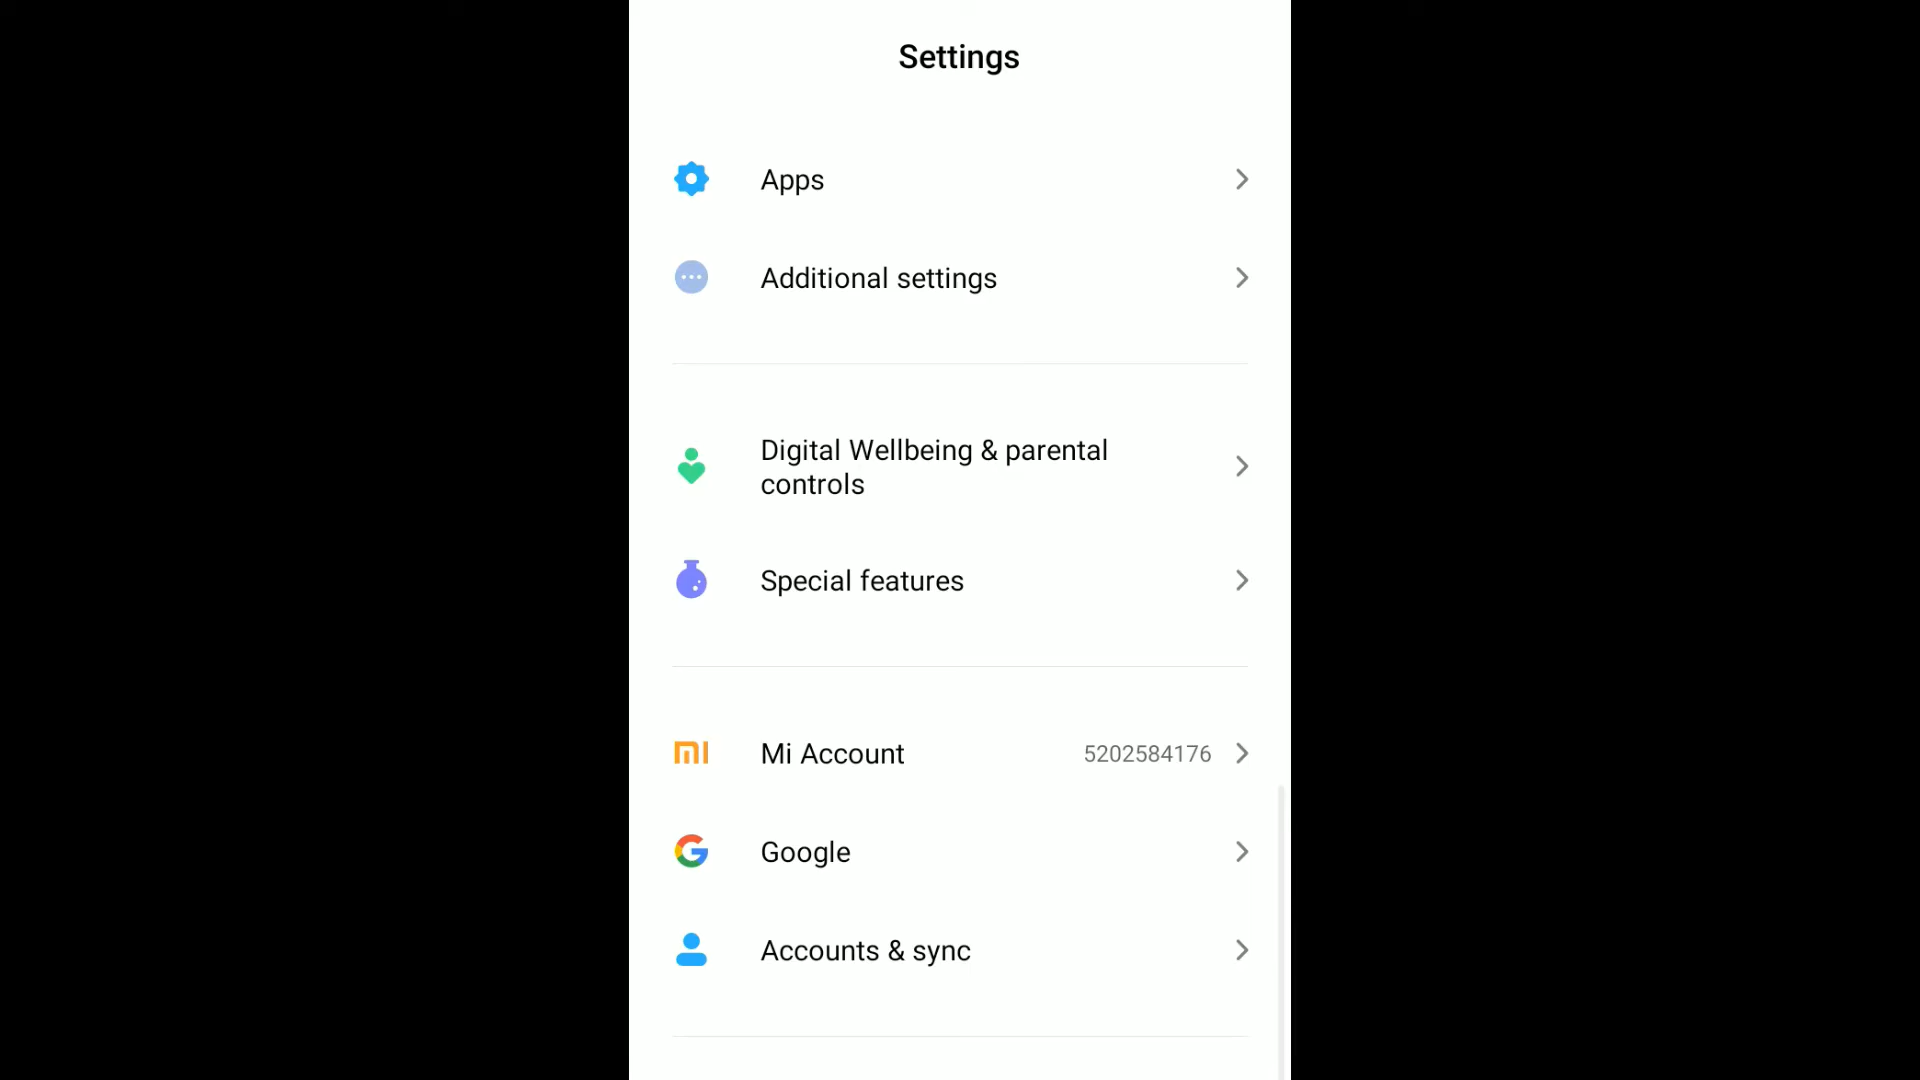 Settings
Apps
Additional settings
Digital Wellbeing & parental
controls
Special features
Mi Account 5202584176
Google
Accounts & sync